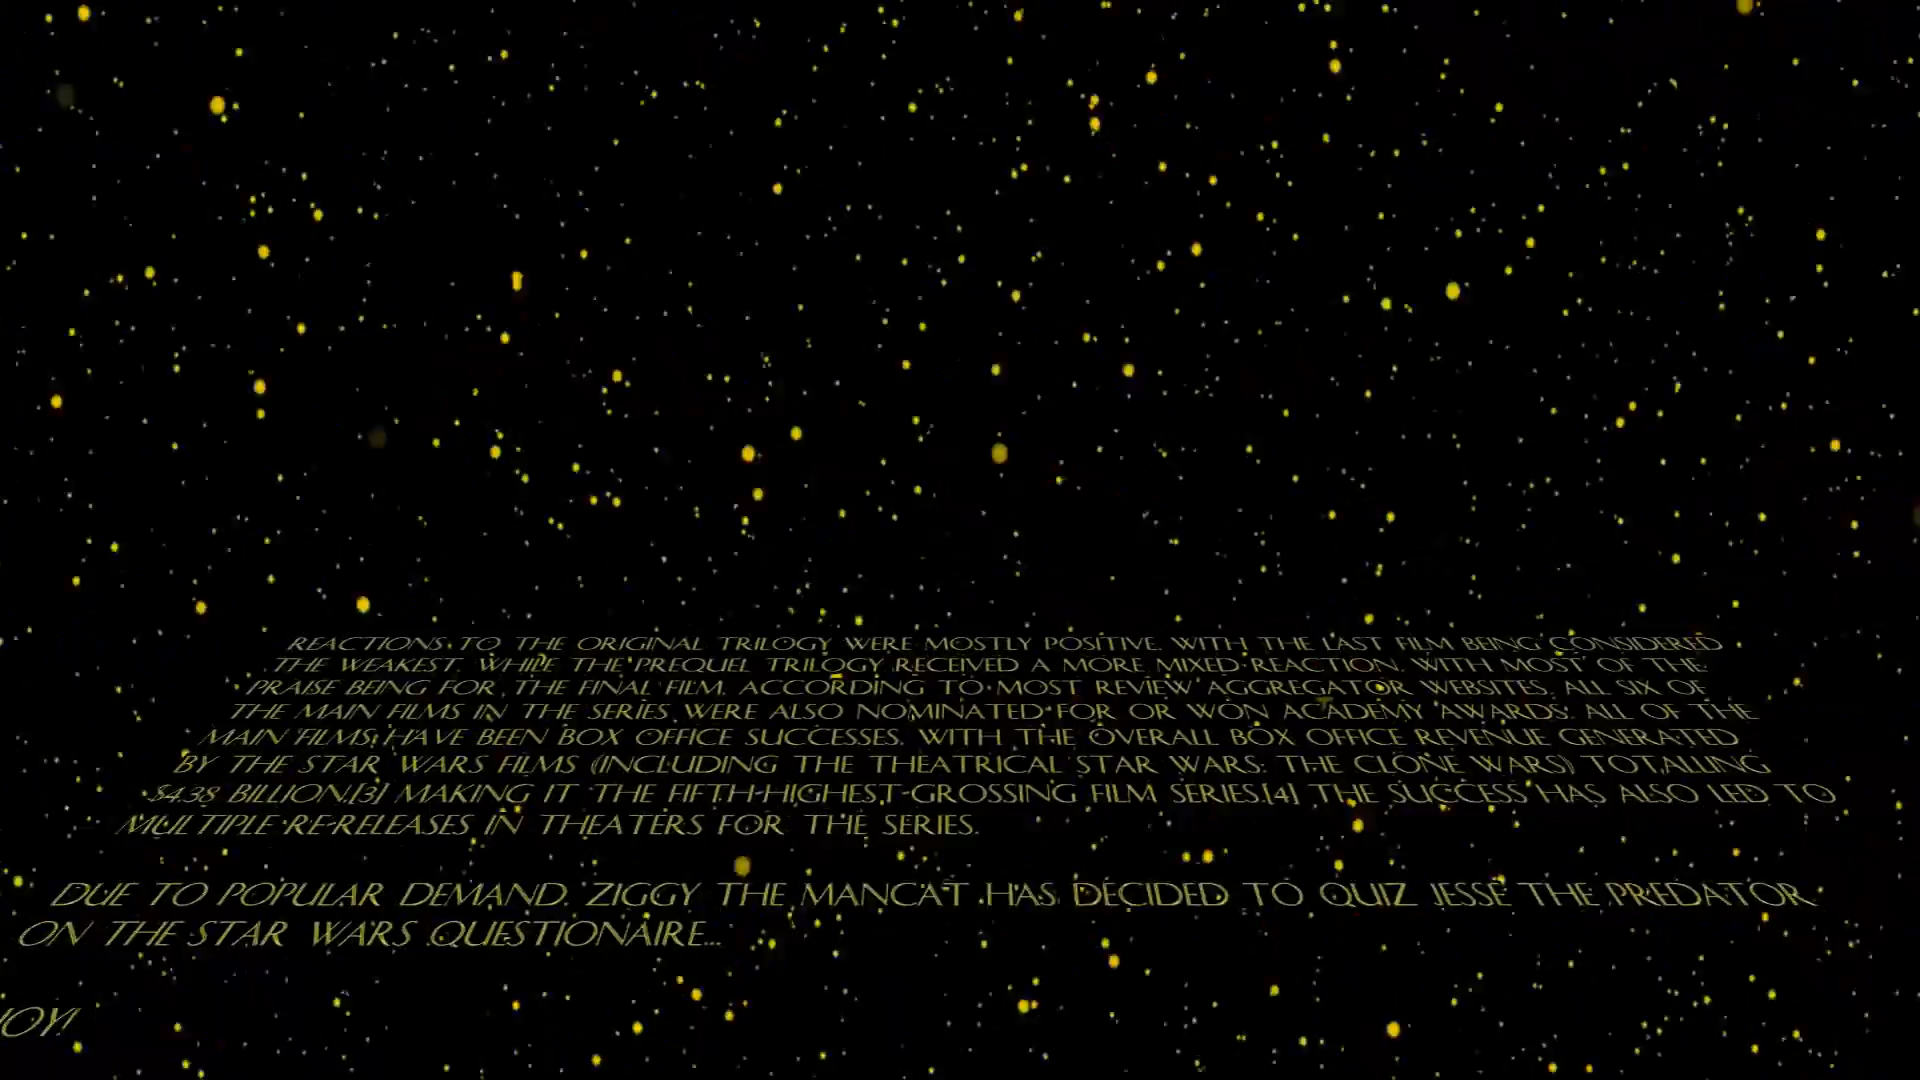 REACTIONS TO THE ORIGINAL TRILOGY WERE MOSTLY POSITIVE, WITH THE LAST FILM BEING CONSIDERED
THE WEAKEST, WHILE THE PREQUEL TRILOGY RECEIVED A MORE MIXED REACTION, WITH MOST OF THE
PRAISE BEING FOR THE FINAL FILM, ACCORDING TO MOST REVIEW AGGREGATOR WEBSITES. ALL SIX OF
THE MAIN FILMS IN THE SERIES WERE ALSO NOMINATED FOR OR WON ACADEMY AWARDS. ALL OF THE
MAIN FILMS HAVE BEEN BOX OFFICE SUCCESSES, WITH THE OVERALL BOX OFFICE REVENUE GENERATED
BY THE STAR WARS FILMS (INCLUDING THE THEATRICAL STAR WARS: THE CLONE WARS) TOTALLING
$4.38 BILLION,[3] MAKING IT THE FIFTH-HIGHEST-GROSSING FILM SERIES.[4] THE SUCCESS HAS ALSO LED TO
MULTIPLE RE-RELEASES IN THEATERS FOR THE SERIES.
DUE TO POPULAR DEMAND, ZIGGY THE MANCAT HAS DECIDED TO QUIZ JESSE THE PREDATOR
ON THE STAR WARS QUESTIONAIRE...
JOY!